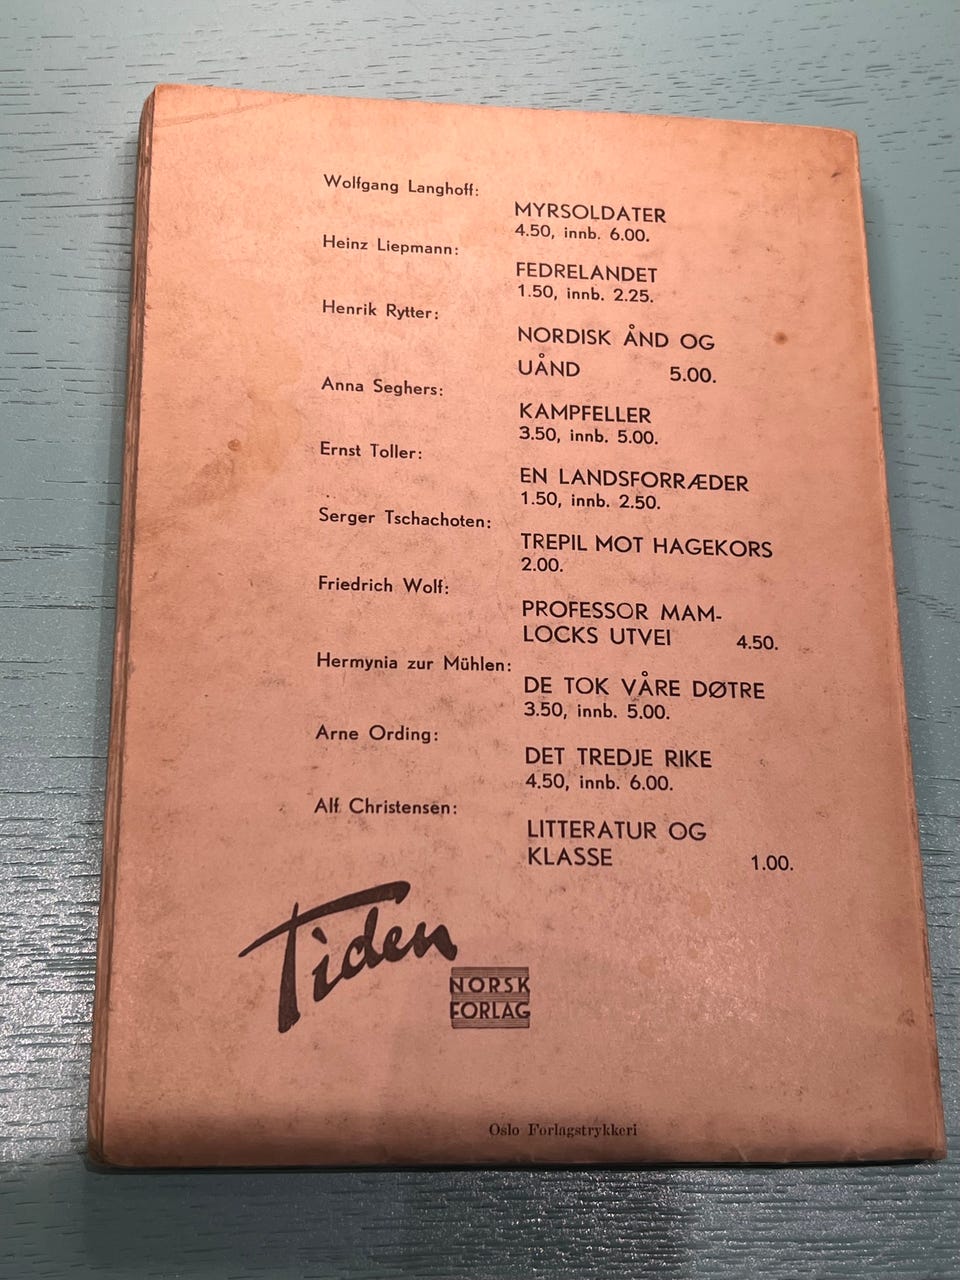 Wolfgang Langhoff:
MYRSOLDATER
4.50, innb. 6.00.
Heinz Liepmann:
FEDRELANDET
1.50, innb. 2.25.
Henrik Rytter:
NORDISK ÅND OG
UÅND 5.00.
Anna Seghers:
KAMPFELLER
3.50, innb. 5.00.
Ernst Toller:
EN LANDSFORRÆDER
1.50, innb. 2.50.
Serger Tschachoten:
TREPIL MOT HAGEKORS
2.00.
Friedrich Wolf:
PROFESSOR MAM-
LOCKS UTVEI 4.50.
Hermynia zur Mühlen:
DE TOK VÅRE DØTRE
3.50, innb. 5.00.
Arne Ording:
DET TREDJE RIKE
4.50, innb. 6.00.
Alf Christensen:
LITTERATUR OG
KLASSE 1.00.
Tiden
NORSK
FORLAG
Oslo Forlagstrykkeri